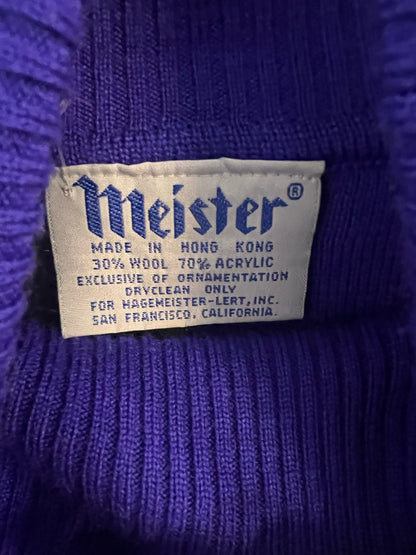 Meister®
MADE IN HONG KONG
30% WOOL 70% ACRYLIC
EXCLUSIVE OF ORNAMENTATION
DRYCLEAN ONLY
FOR HAGEMEISTER-LERT, INC.
SAN FRANCISCO, CALIFORNIA.